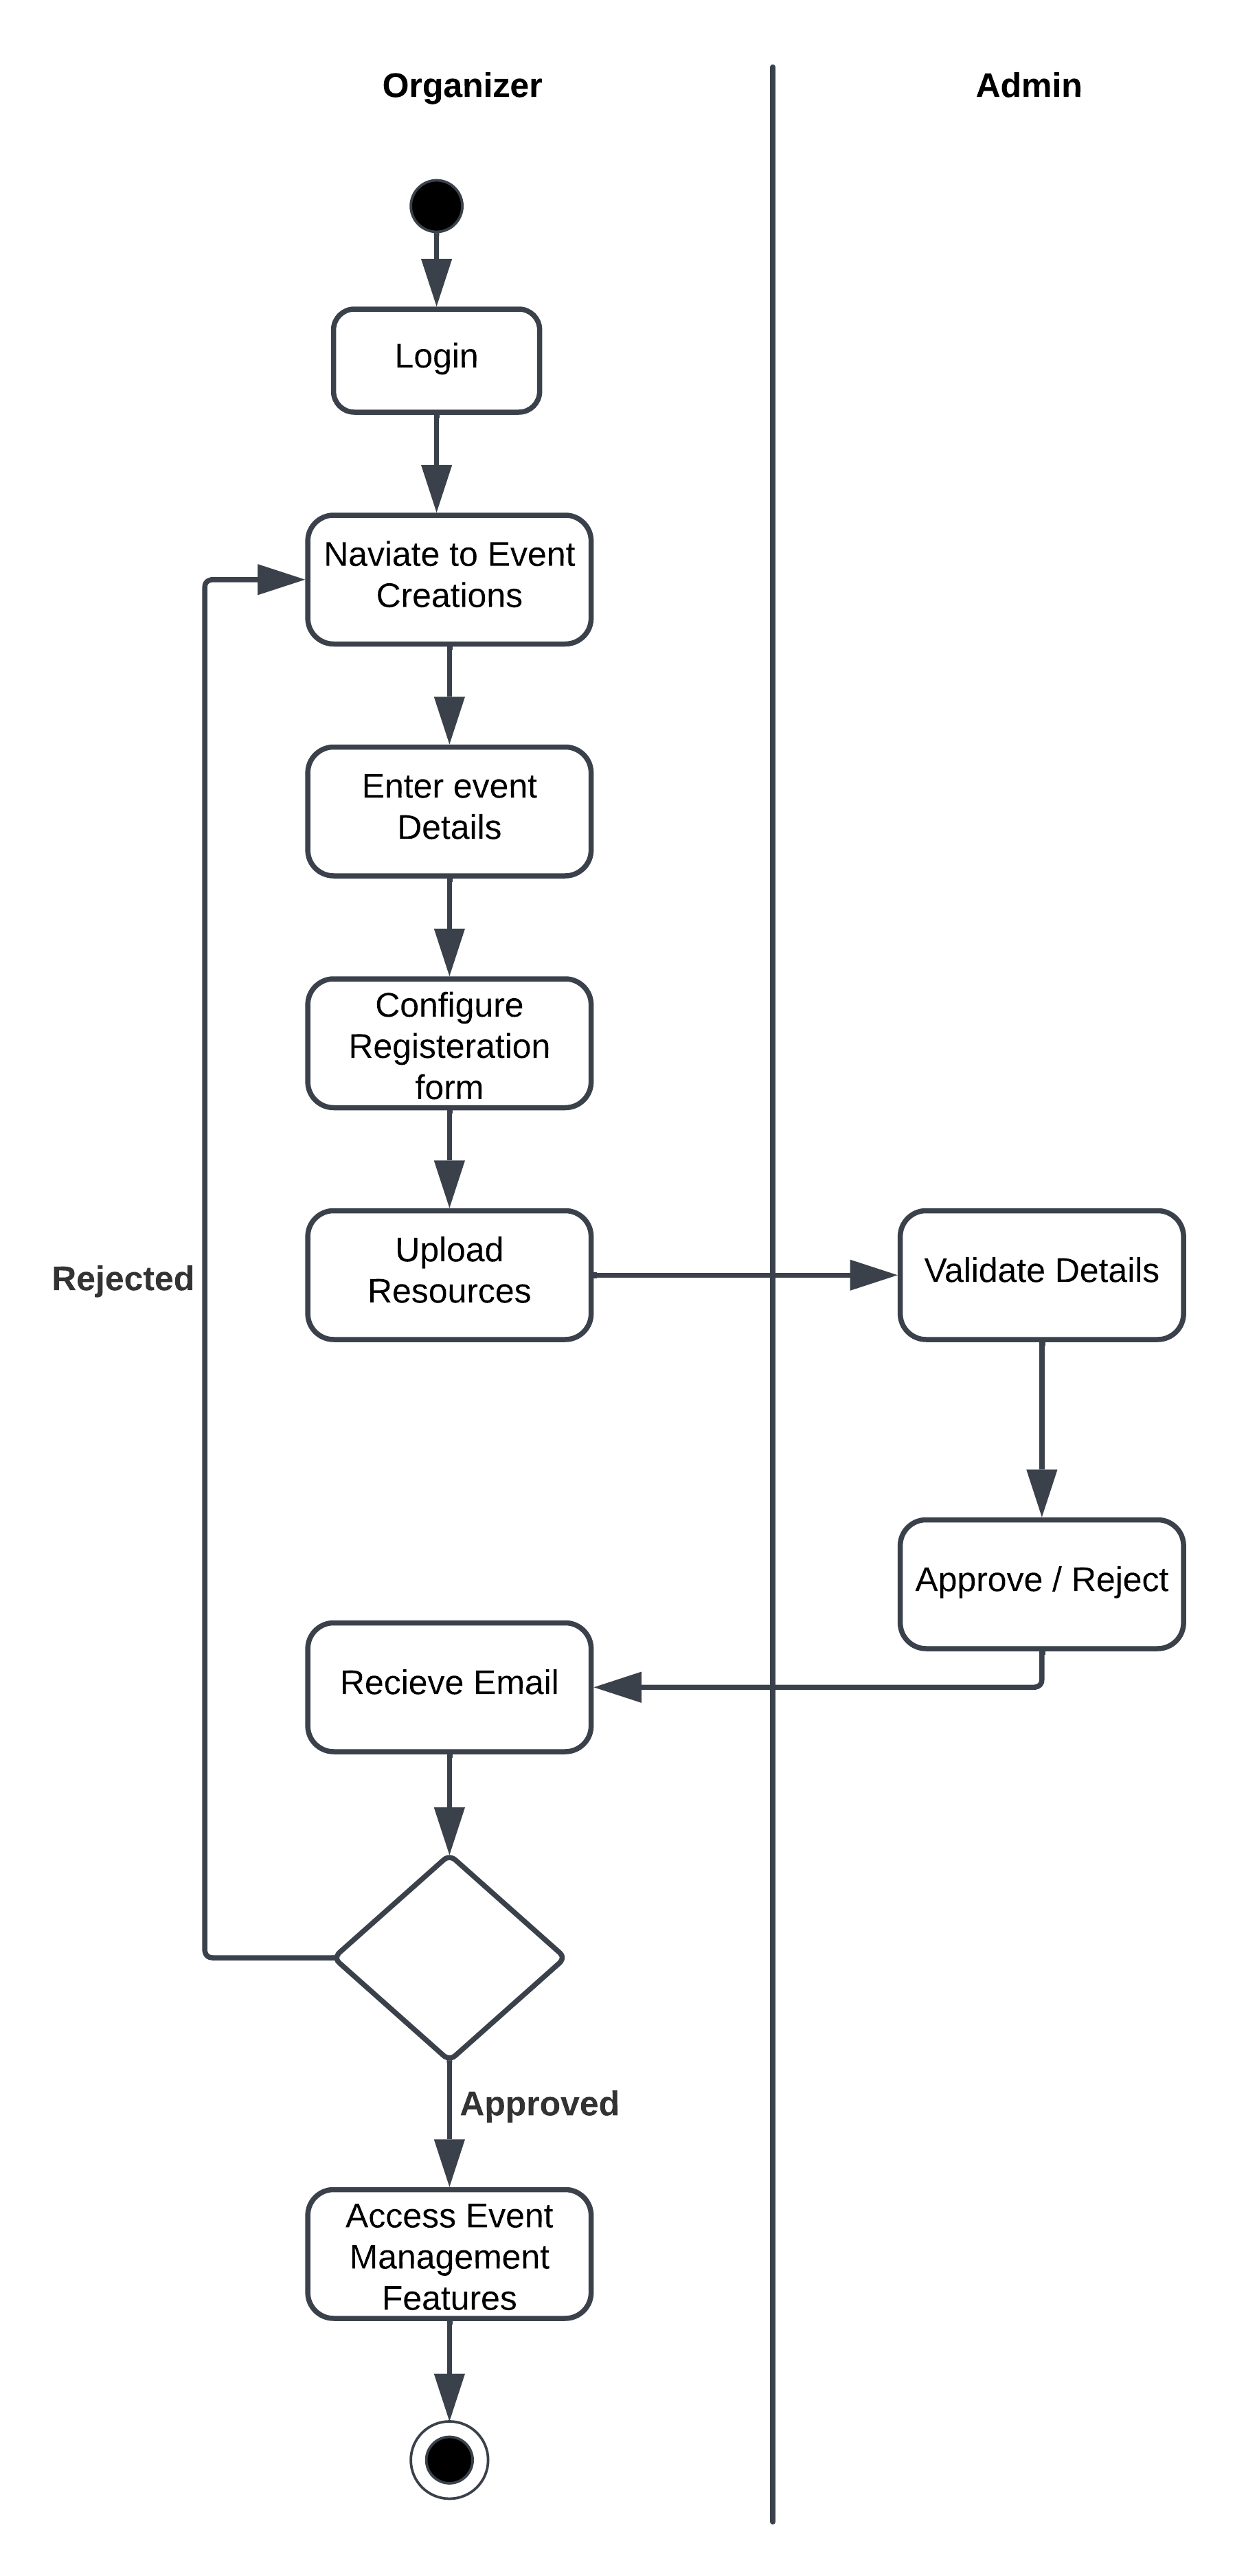 Organizer
Admin
Login
Naviate to Event
Creations
Enter event
Details
Configure
Registeration
form
Upload
Resources
Validate Details
Rejected
Approve / Reject
Recieve Email
Approved
Access Event
Management
Features